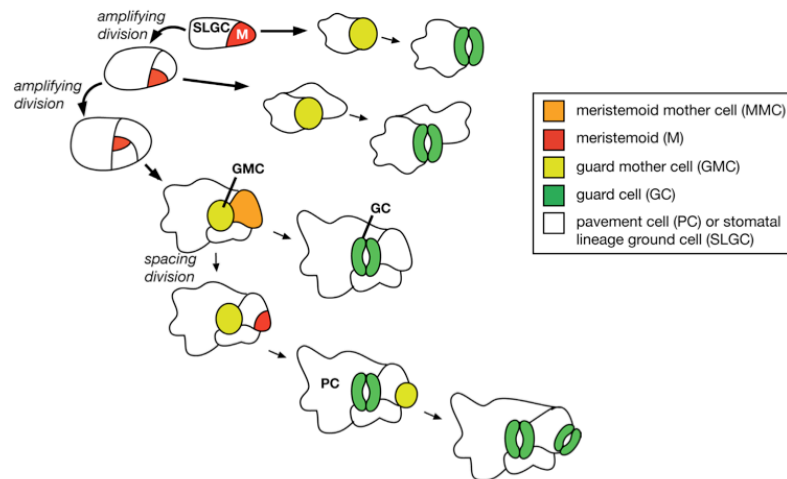 amplifying
division
SLGC
M
amplifying
division
GMC
GC
spacing
division
PC
meristemoid mother cell (MMC)
meristemoid (M)
guard mother cell (GMC)
guard cell (GC)
pavement cell (PC) or stomatal
lineage ground cell (SLGC)